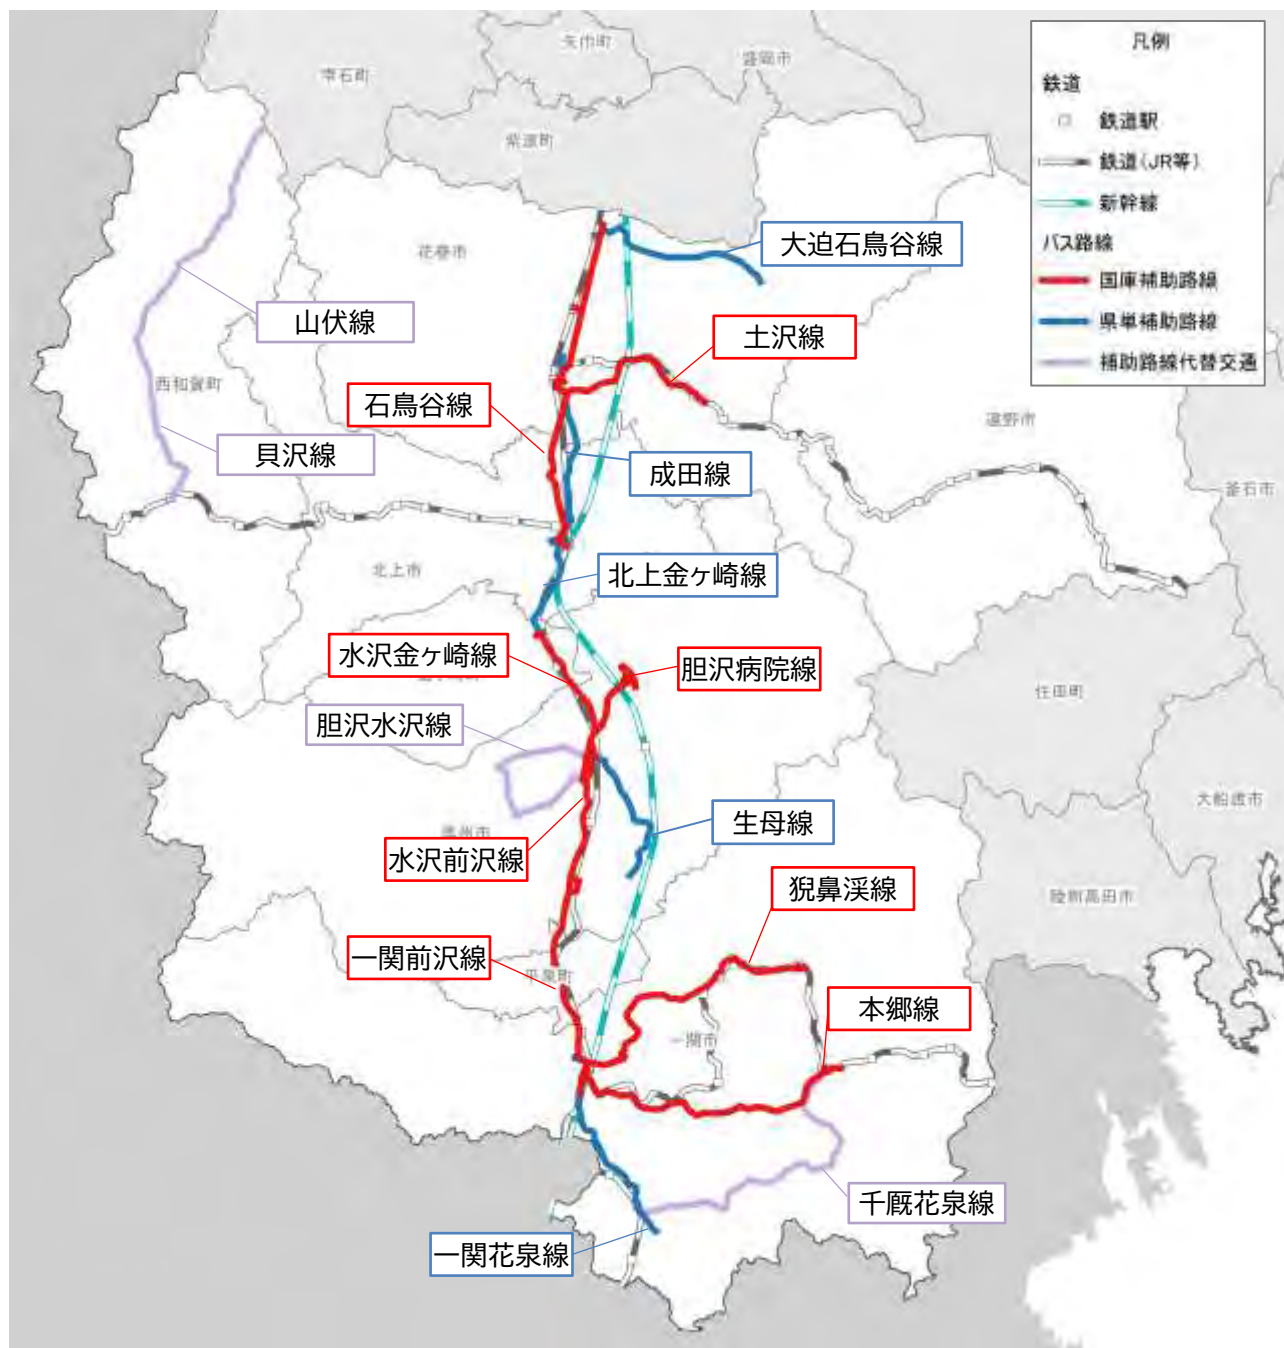 矢巾町
盛岡市
雫石町
紫波町
凡例
鉄道
鉄道駅
鉄道(JR等)
新幹線
バス路線
国庫補助路線
県単補助路線
補助路線代替交通
花巻市
大迫石鳥谷線
山伏線
土沢線
西和賀町
石鳥谷線
遠野市
貝沢線
成田線
釜石市
北上市
北上金ヶ崎線
水沢金ヶ崎線
胆沢病院線
住田町
胆沢水沢線
大船渡市
奥州市
生母線
水沢前沢線
猊鼻渓線
陸前高田市
一関前沢線
平泉町
本郷線
一関市
千厩花泉線
一関花泉線